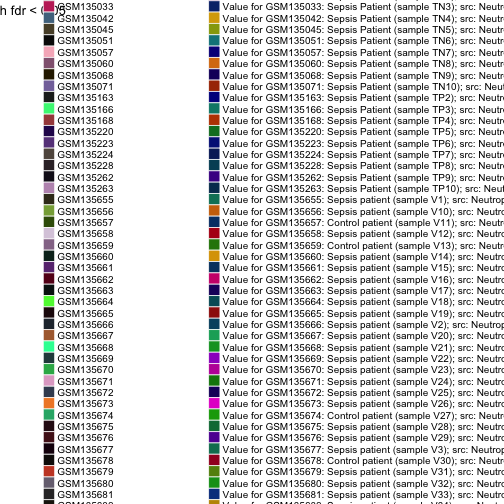 h fdr < 0.05
GSM135033 Value for GSM135033: Sepsis Patient (sample TN3); src: Neutr
GSM135042 Value for GSM135042: Sepsis Patient (sample TN4); src: Neutr
GSM135045 Value for GSM135045: Sepsis Patient (sample TN5); src: Neutr
GSM135051 Value for GSM135051: Sepsis Patient (sample TN6); src: Neutr
GSM135057 Value for GSM135057: Sepsis Patient (sample TN7); src: Neutr
GSM135060 Value for GSM135060: Sepsis Patient (sample TN8); src: Neutr
GSM135068 Value for GSM135068: Sepsis Patient (sample TN9); src: Neutr
GSM135071 Value for GSM135071: Sepsis Patient (sample TN10); src: Neut
GSM135163 Value for GSM135163: Sepsis Patient (sample TP2); src: Neutr
GSM135166 Value for GSM135166: Sepsis Patient (sample TP3); src: Neutr
GSM135168 Value for GSM135168: Sepsis Patient (sample TP4); src: Neutr
GSM135220 Value for GSM135220: Sepsis Patient (sample TP5); src: Neutr
GSM135223 Value for GSM135223: Sepsis Patient (sample TP6); src: Neutr
GSM135224 Value for GSM135224: Sepsis Patient (sample TP7); src: Neutr
GSM135228 Value for GSM135228: Sepsis Patient (sample TP8); src: Neutr
GSM135262 Value for GSM135262: Sepsis Patient (sample TP9); src: Neutr
GSM135263 Value for GSM135263: Sepsis Patient (sample TP10); src: Neut
GSM135655 Value for GSM135655: Sepsis patient (sample V1); src: Neutrop
GSM135656 Value for GSM135656: Sepsis patient (sample V10); src: Neutro
GSM135657 Value for GSM135657: Control patient (sample V11); src: Neutr
GSM135658 Value for GSM135658: Sepsis patient (sample V12); src: Neutro
GSM135659 Value for GSM135659: Control patient (sample V13); src: Neutr
GSM135660 Value for GSM135660: Sepsis patient (sample V14); src: Neutro
GSM135661 Value for GSM135661: Sepsis patient (sample V15); src: Neutro
GSM135662 Value for GSM135662: Sepsis patient (sample V16); src: Neutro
GSM135663 Value for GSM135663: Sepsis patient (sample V17); src: Neutro
GSM135664 Value for GSM135664: Sepsis patient (sample V18); src: Neutro
GSM135665 Value for GSM135665: Sepsis patient (sample V19); src: Neutro
GSM135666 Value for GSM135666: Sepsis patient (sample V2); src: Neutrop
GSM135667 Value for GSM135667: Sepsis patient (sample V20); src: Neutro
GSM135668 Value for GSM135668: Sepsis patient (sample V21); src: Neutro
GSM135669 Value for GSM135669: Sepsis patient (sample V22); src: Neutro
GSM135670 Value for GSM135670: Sepsis patient (sample V23); src: Neutro
GSM135671 Value for GSM135671: Sepsis patient (sample V24); src: Neutro
GSM135672 Value for GSM135672: Sepsis patient (sample V25); src: Neutro
GSM135673 Value for GSM135673: Sepsis patient (sample V26); src: Neutro
GSM135674 Value for GSM135674: Control patient (sample V27); src: Neutr
GSM135675 Value for GSM135675: Sepsis patient (sample V28); src: Neutro
GSM135676 Value for GSM135676: Sepsis patient (sample V29); src: Neutro
GSM135677 Value for GSM135677: Sepsis patient (sample V3); src: Neutrop
GSM135678 Value for GSM135678: Control patient (sample V30); src: Neutr
GSM135679 Value for GSM135679: Sepsis patient (sample V31); src: Neutro
GSM135680 Value for GSM135680: Sepsis patient (sample V32); src: Neutro
GSM135681 Value for GSM135681: Sepsis patient (sample V33); src: Neutro